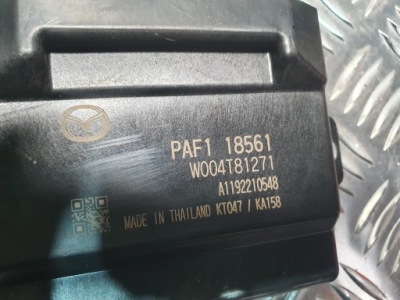 PAF1 18561
W004T81271
A1192210548
MADE IN THAILAND KT047 / KA158